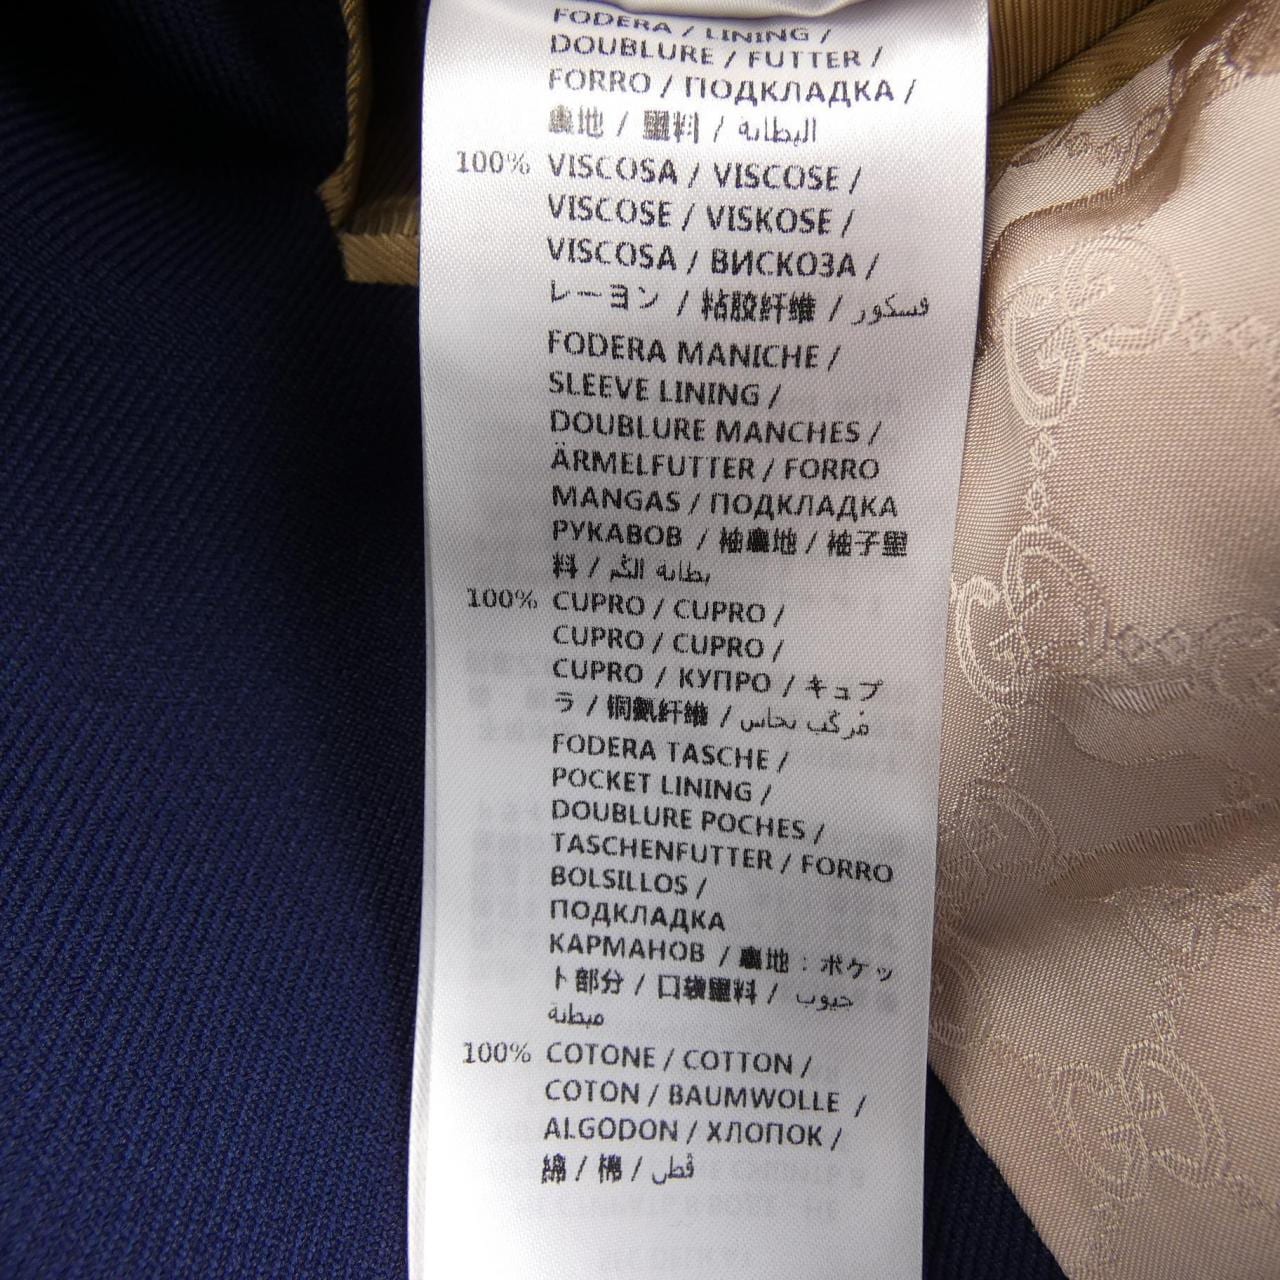 FODERA / LINING /
DOUBLURE / FUTTER /
FORRO / ПОДКЛАДКА /
裏地 / 里料 / البطانة
100% VISCOSA / VISCOSE /
VISCOSE / VISKOSE /
VISCOSA / ВИСКОЗА /
レーヨン / 粘胶纤维 / فسكوز
FODERA MANICHE /
SLEEVE LINING /
DOUBLURE MANCHES /
ÄRMELFUTTER / FORRO
MANGAS / ПОДКЛАДКА
РУКАВОВ / 袖裏地 / 袖子里
料 / بطانة الكُم
100% CUPRO / CUPRO /
CUPRO / CUPRO /
CUPRO / КУПРО / キュプ
ラ / 铜氨纤维 / مُركّب نحاس
FODERA TASCHE /
POCKET LINING /
DOUBLURE POCHES /
TASCHENFUTTER / FORRO
BOLSILLOS /
ПОДКЛАДКА
КАРМАНОВ / 裏地：ポケッ
ト部分 / 口袋里料 / جيوب
مبطنة
100% COTONE / COTTON /
COTON / BAUMWOLLE /
ALGODON / ХЛОПОК /
綿 / 棉 / قُطن